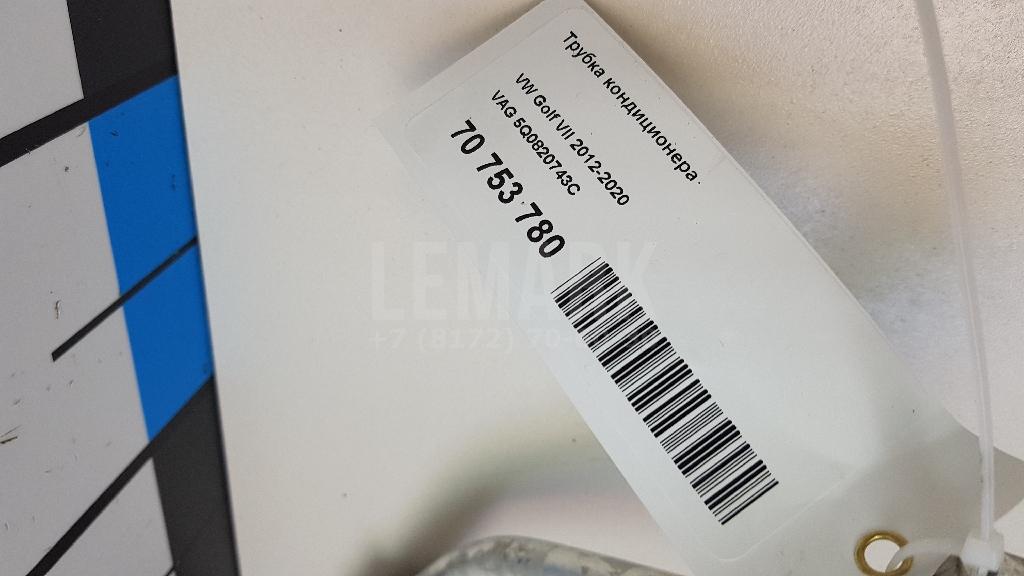 Трубка кондиционера
VW Golf VII 2012-2020
VAG 5Q0820743C
70 753 780
LEMARK
+7 (8172) 70-